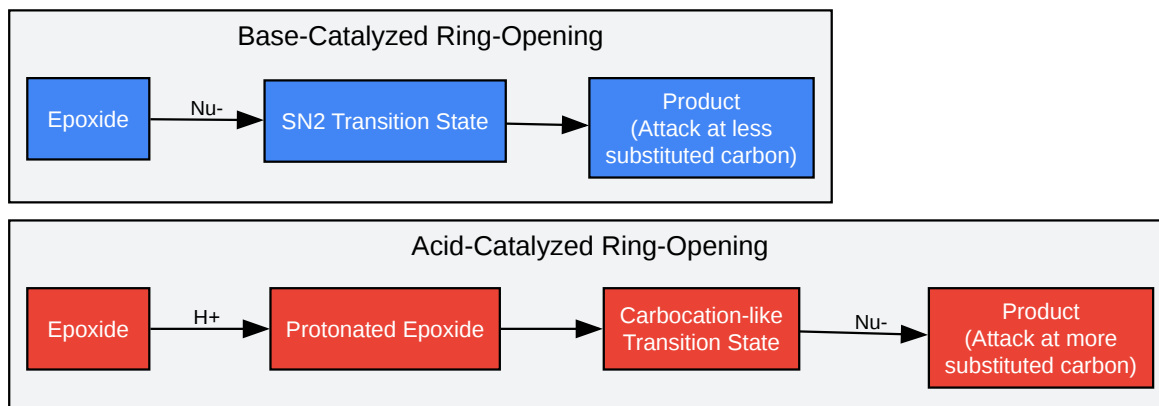 Base-Catalyzed Ring-Opening
Epoxide
Nu-
SN2 Transition State
Product
(Attack at less
substituted carbon)
Acid-Catalyzed Ring-Opening
Epoxide
H+
Protonated Epoxide
Carbocation-like
Transition State
Nu-
Product
(Attack at more
substituted carbon)